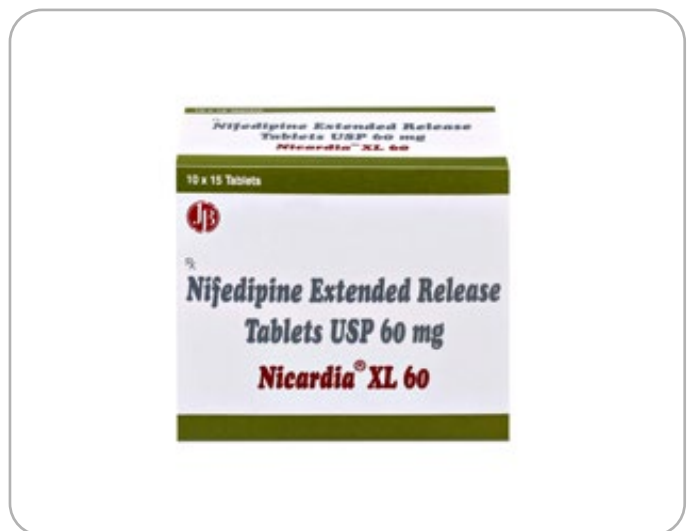 Nifedipine Extended Release
Tablets USP 60 mg
Nicardia XL 60
10 x 15 Tablets
JB
Rx
Nifedipine Extended Release
Tablets USP 60 mg
Nicardia® XL 60